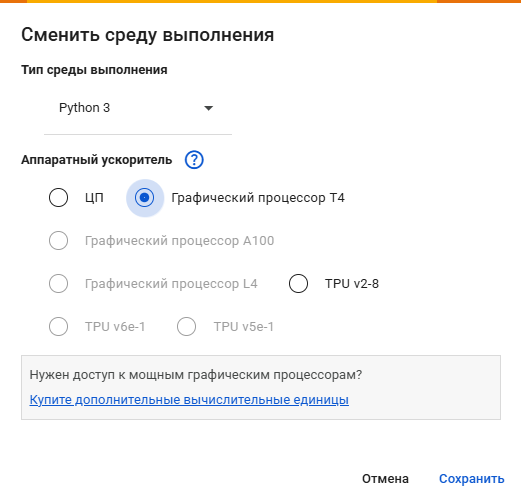 Сменить среду выполнения
Тип среды выполнения
Python 3
Аппаратный ускоритель ?
ЦП Графический процессор T4
Графический процессор A100
Графический процессор L4 TPU v2-8
TPU v6e-1 TPU v5e-1
Нужен доступ к мощным графическим процессорам?
Купите дополнительные вычислительные единицы
Отмена Сохранить